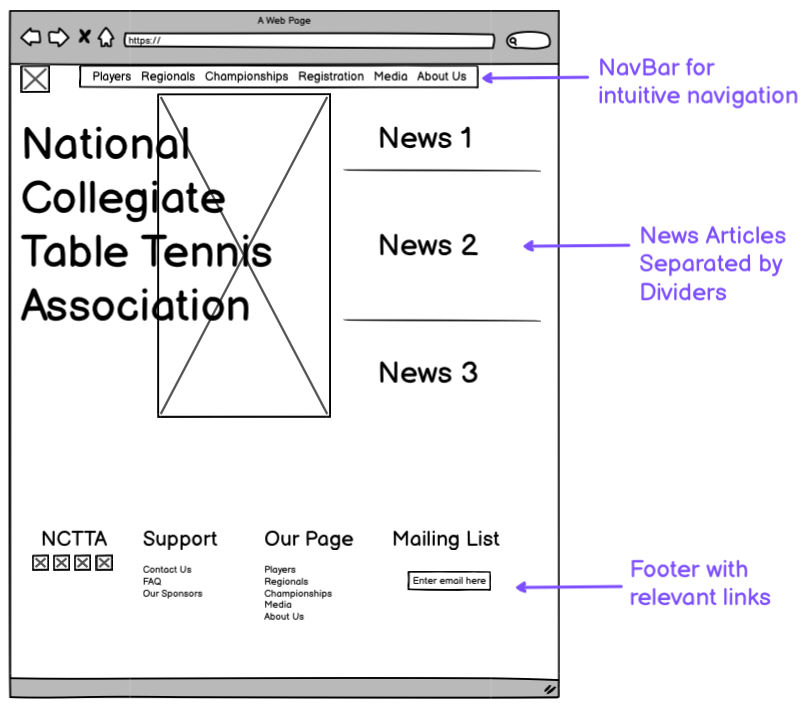 A Web Page
https://
Players Regionals Championships Registration Media About Us
NavBar for
intuitive navigation
National
Collegiate
Table Tennis
Association
News 1
News 2
News 3
News Articles
Separated by
Dividers
NCTTA
Support
Contact Us
FAQ
Our Sponsors
Our Page
Players
Regionals
Championships
Media
About Us
Mailing List
Enter email here
Footer with
relevant links